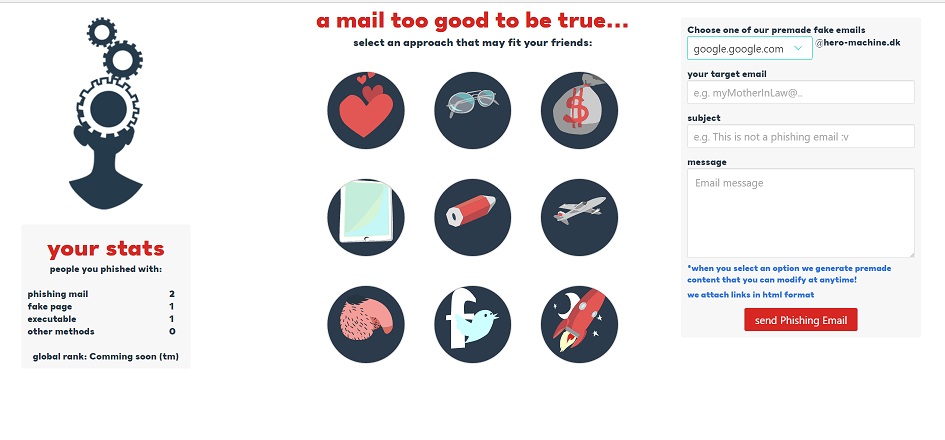 a mail too good to be true...
select an approach that may fit your friends:
your stats
people you phished with:
phishing mail 2
fake page 1
executable 1
other methods 0
global rank: Comming soon (tm)
Choose one of our premade fake emails
google.google.com @hero-machine.dk
your target email
e.g. myMotherInLaw@..
subject
e.g. This is not a phishing email :v
message
Email message
*when you select an option we generate premade
content that you can modify at anytime!
we attach links in html format
send Phishing Email